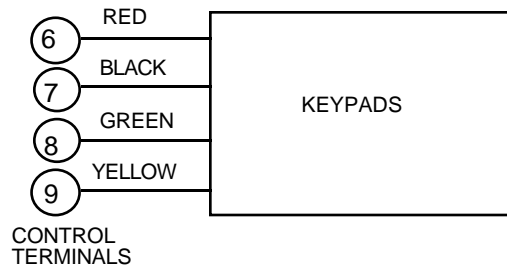 RED
6
BLACK
7
KEYPADS
GREEN
8
YELLOW
9
CONTROL
TERMINALS